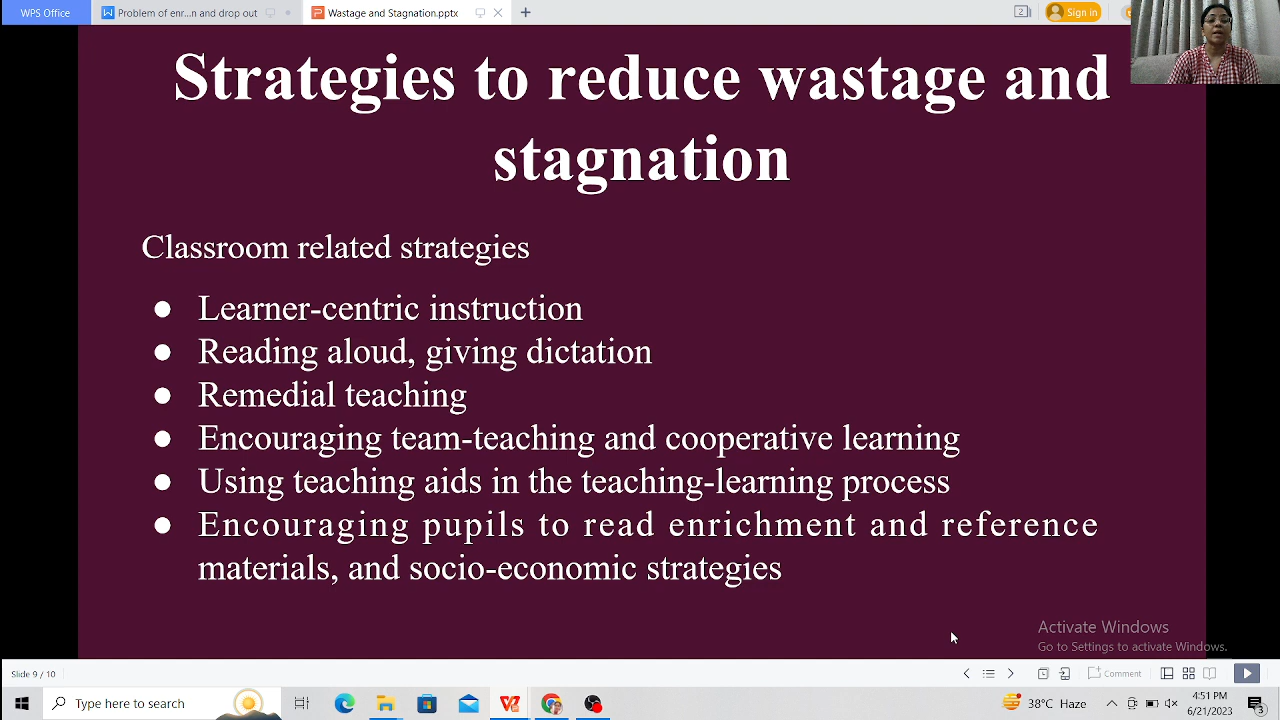 WPS Office
Problem of enr...n and drop out
Wastage and Stagnation.pptx
Sign in
Strategies to reduce wastage and
stagnation
Classroom related strategies
● Learner-centric instruction
● Reading aloud, giving dictation
● Remedial teaching
● Encouraging team-teaching and cooperative learning
● Using teaching aids in the teaching-learning process
● Encouraging pupils to read enrichment and reference
materials, and socio-economic strategies
Activate Windows
Go to Settings to activate Windows.
Slide 9 / 10
Comment
Type here to search
38°C Haze
4:51 PM
6/21/2023
3